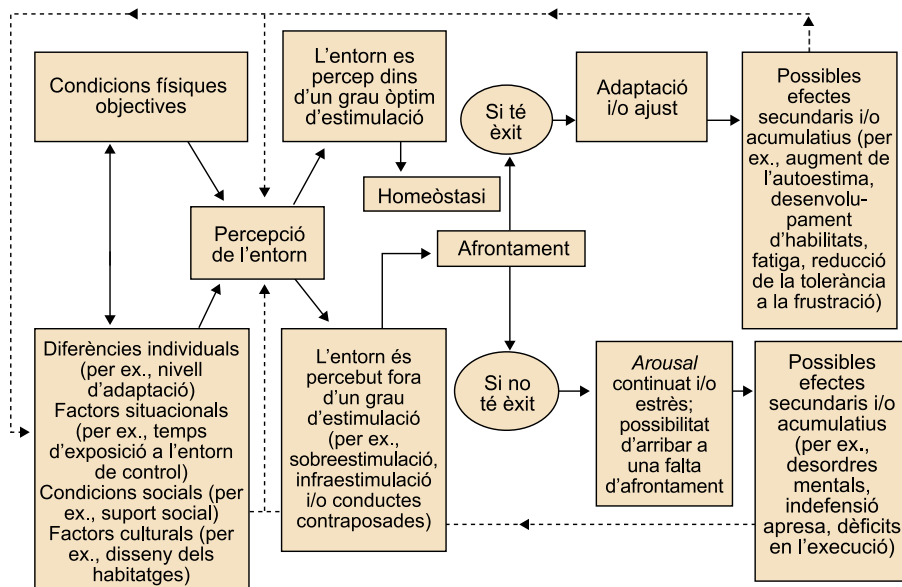 Condicions físiques
objectives
L’entorn es
percep dins
d’un grau òptim
d’estimulació
Si té
èxit
Adaptació
i/o ajust
Possibles
efectes
secundaris i/o
acumulatius (per
ex., augment de
l’autoestima,
desenvolu-
pament
d’habilitats,
fatiga, reducció
de la tolerància
a la frustració)
Homeòstasi
Percepció
de l’entorn
Afrontament
Diferències individuals
(per ex., nivell
d’adaptació)
Factors situacionals
(per ex., temps
d’exposició a l’entorn
de control)
Condicions socials (per
ex., suport social)
Factors culturals (per
ex., disseny dels
habitatges)
L’entorn és
percebut fora
d’un grau
d’estimulació
(per ex.,
sobreestimulació,
infraestimulació
i/o conductes
contraposades)
Si no
té èxit
Arousal
continuat i/o
estrès;
possibilitat
d’arribar a
una falta
d’afrontament
Possibles
efectes
secundaris i/o
acumulatius
(per ex.,
desordres
mentals,
indefensió
apresa, dèficits
en l’execució)